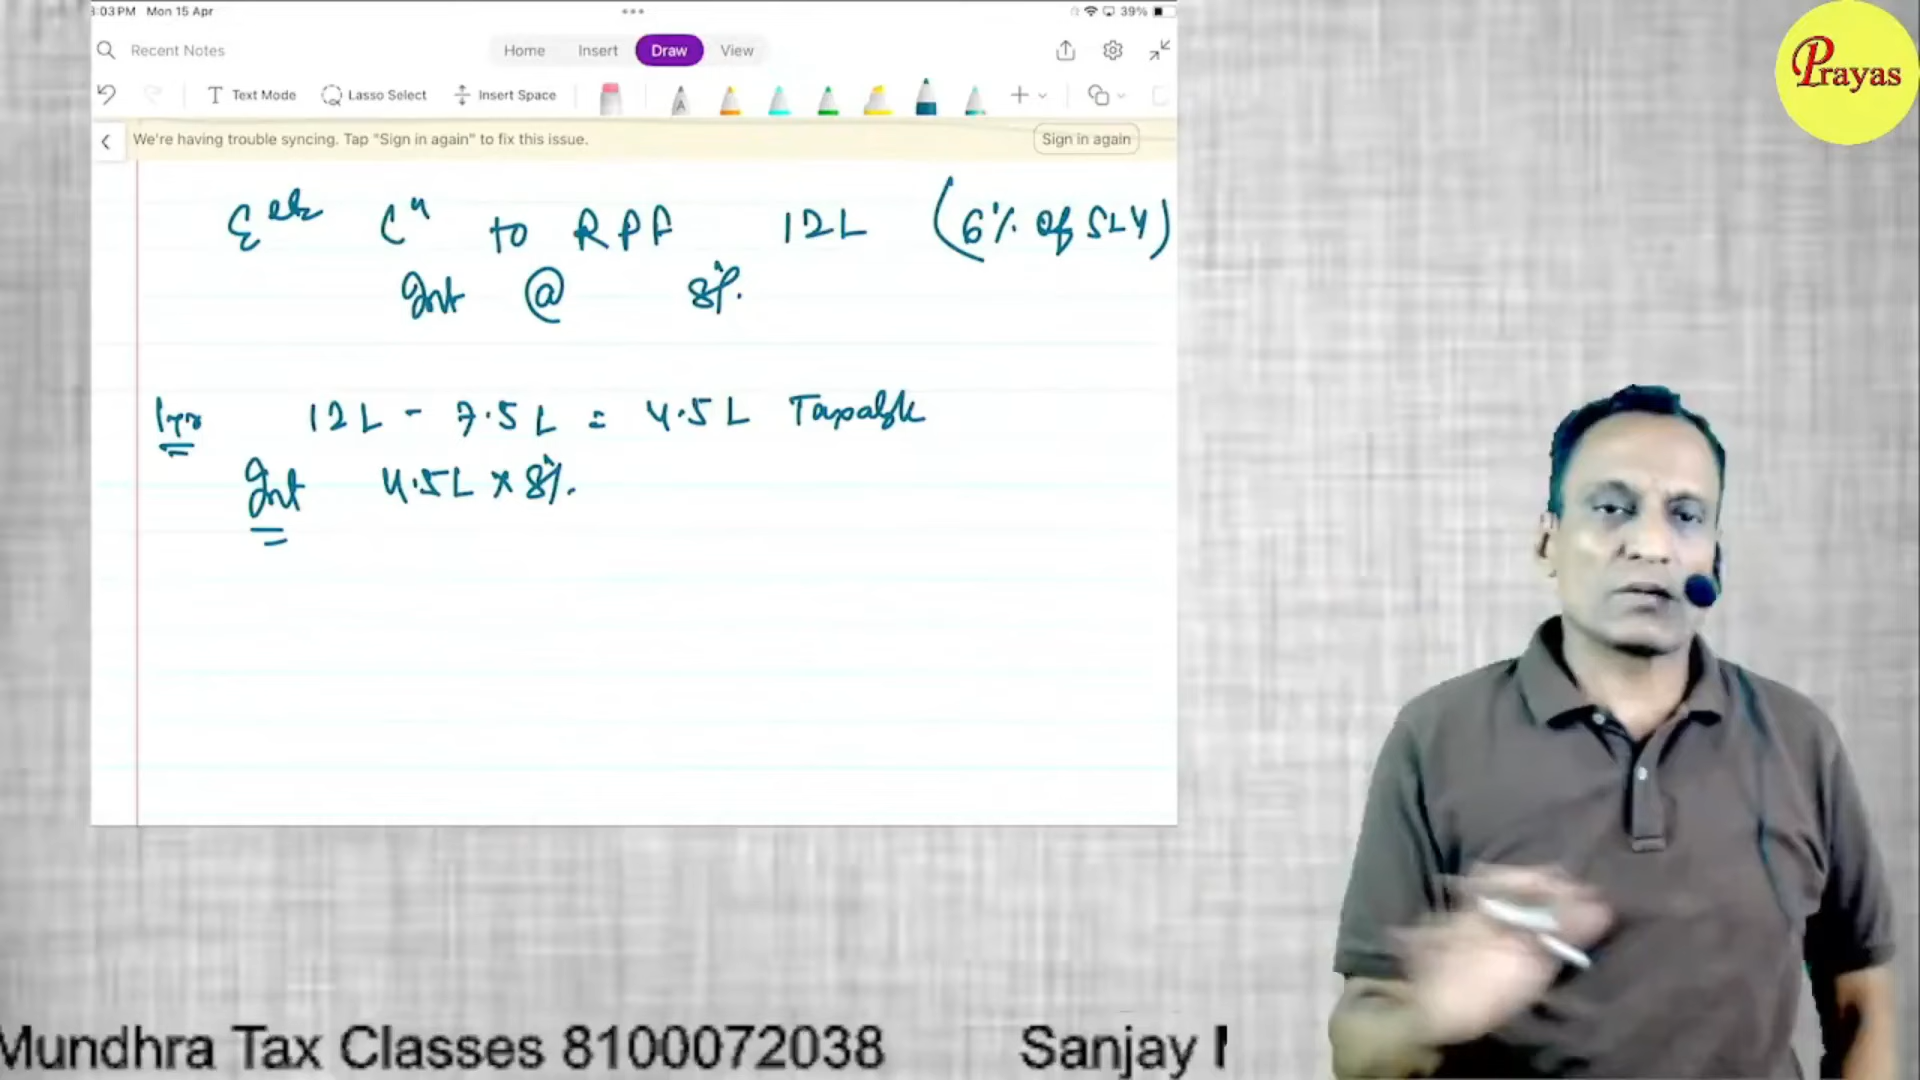 3:03 PM Mon 15 Apr
39%
Recent Notes
Home Insert Draw View
Text Mode Lasso Select Insert Space
We're having trouble syncing. Tap "Sign in again" to fix this issue.
Sign in again
Prayas
to RPF 12L (6% of SLY)
Int @ 8%.
1yr 12L - 7.5L = 4.5L Taxable
Int 4.5L x 8%.
Mundhra Tax Classes 8100072038 Sanjay